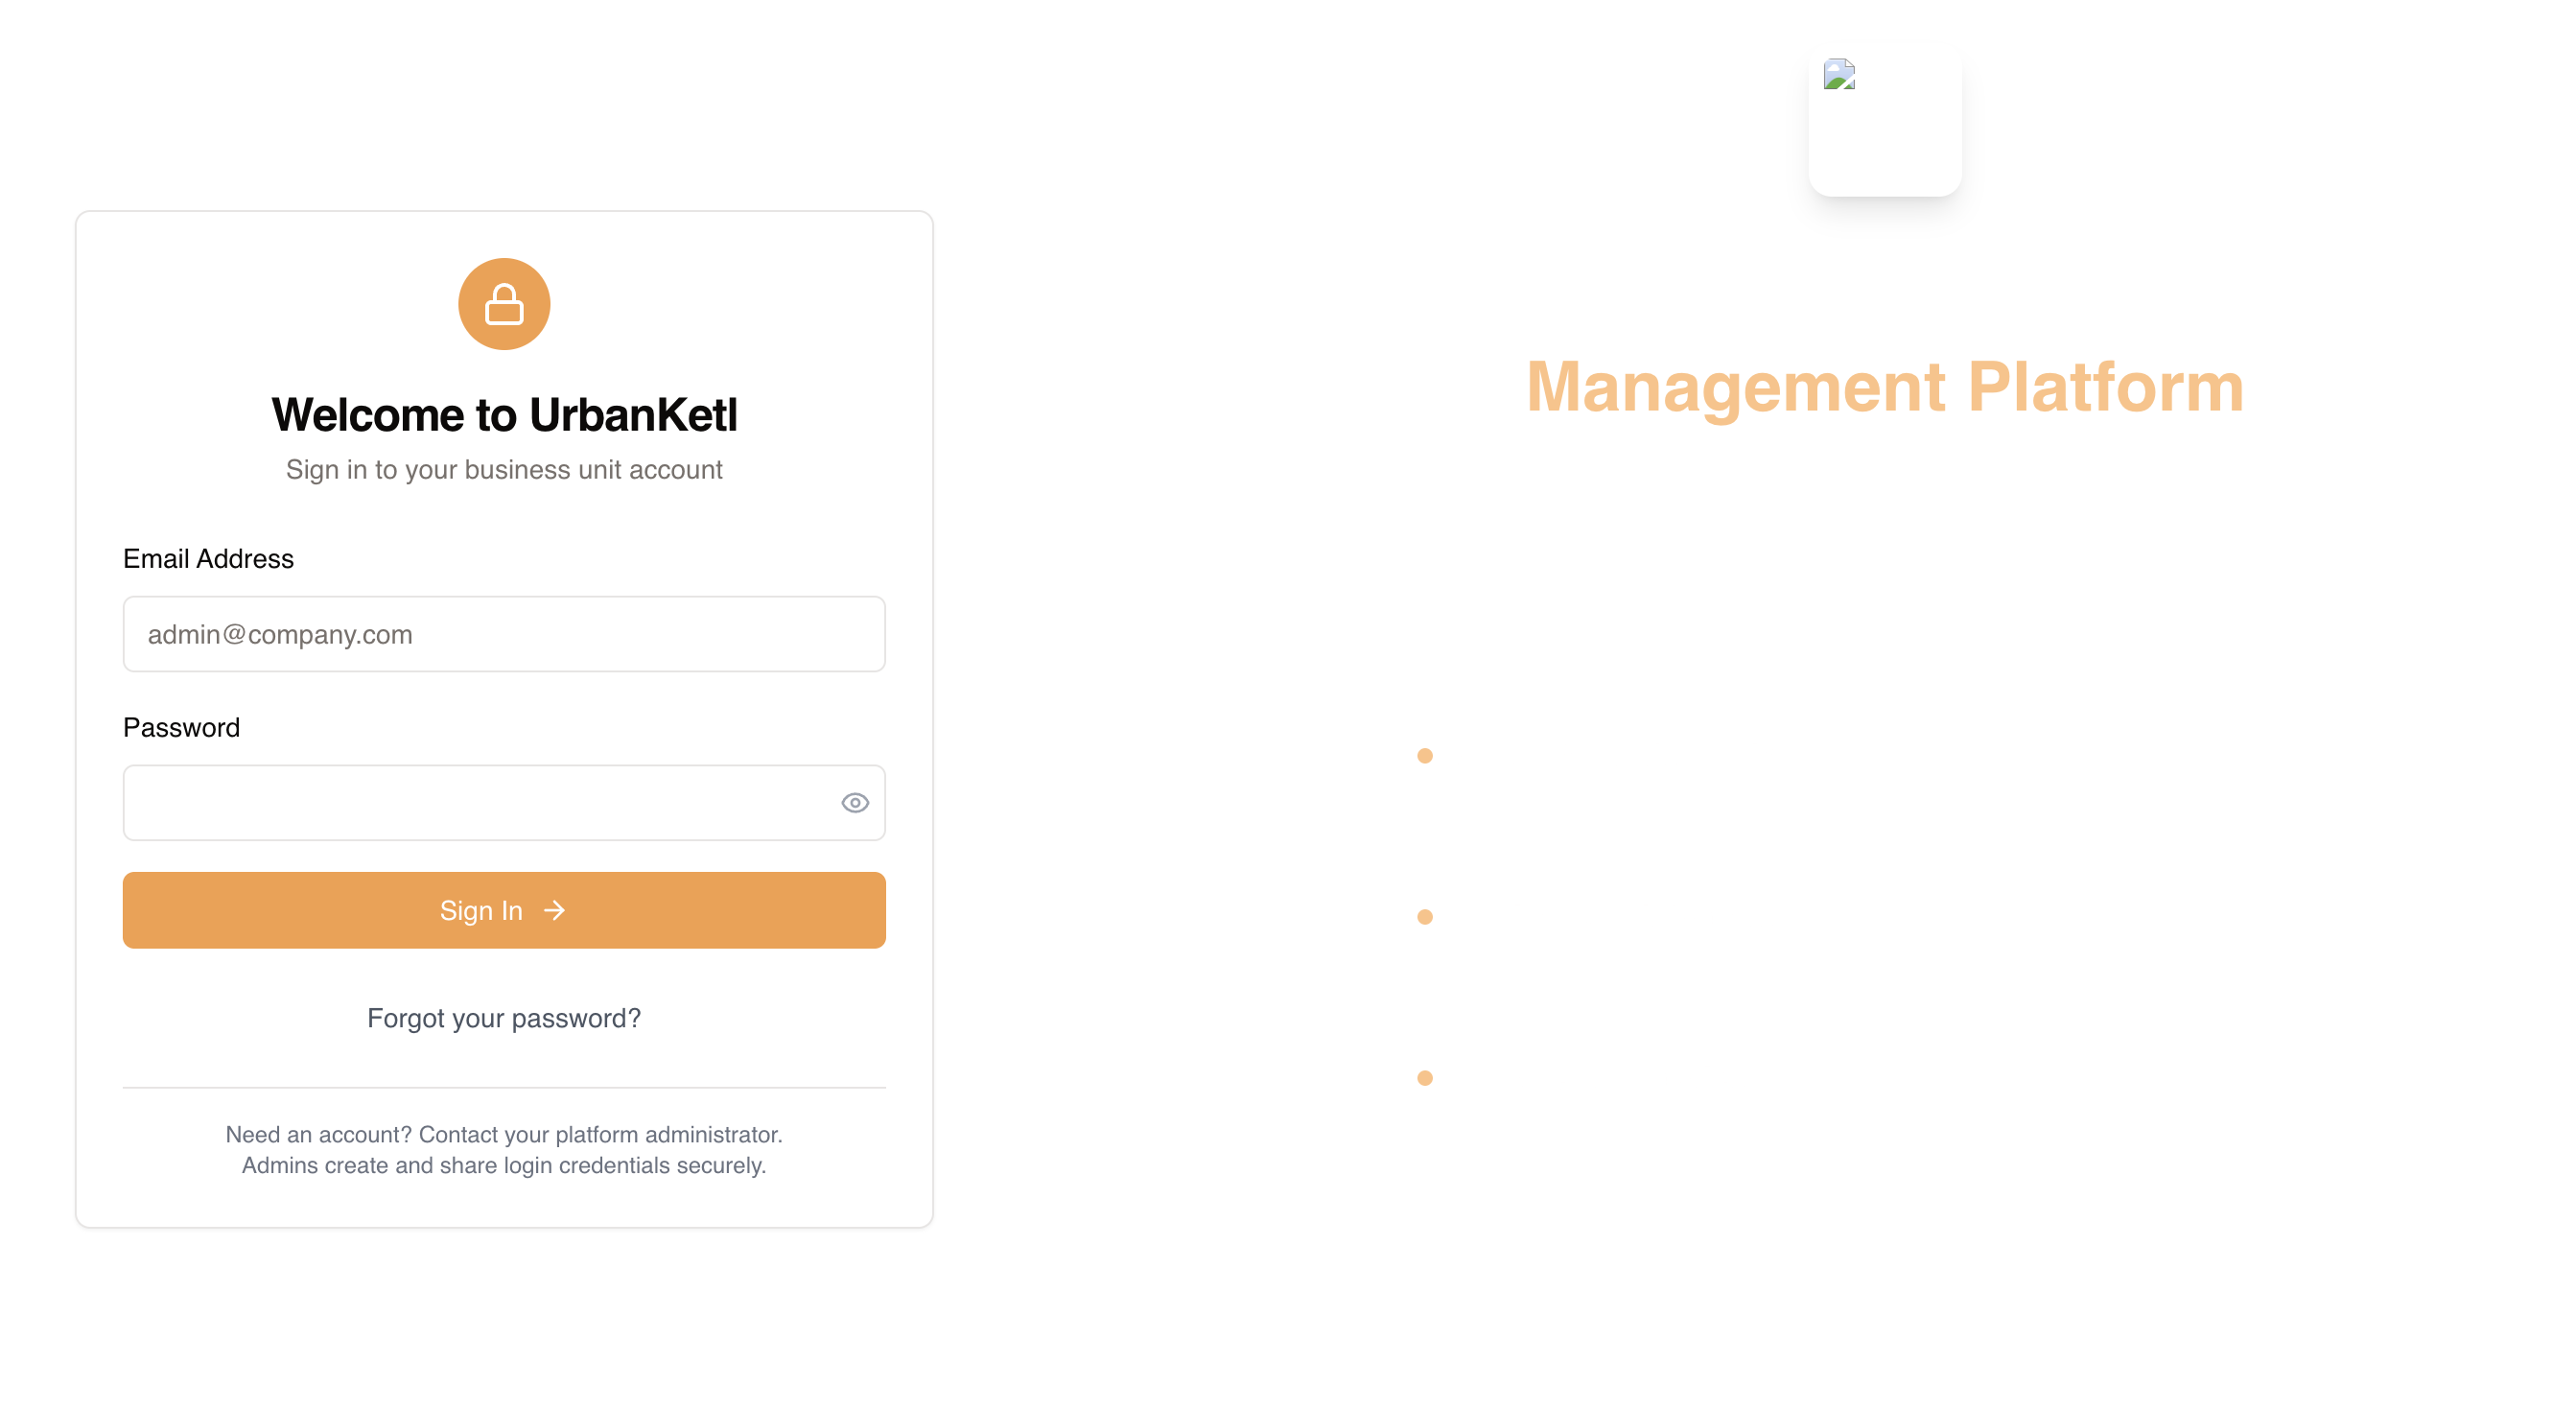 Welcome to UrbanKetl
Sign in to your business unit account
Email Address
admin@company.com
Password
Sign In
Forgot your password?
Need an account? Contact your platform administrator.
Admins create and share login credentials securely.
Management Platform